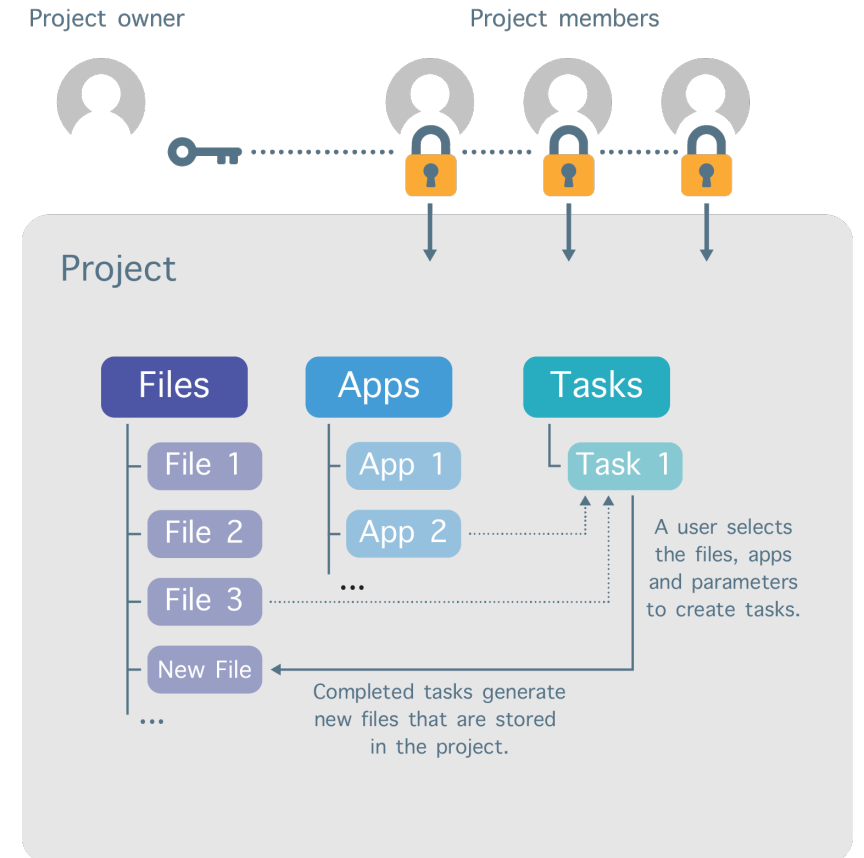 Project owner
Project members
Project
Files
Apps
Tasks
File 1
App 1
Task 1
File 2
App 2
A user selects
the files, apps
and parameters
to create tasks.
...
File 3
New File
Completed tasks generate
new files that are stored
in the project.
...